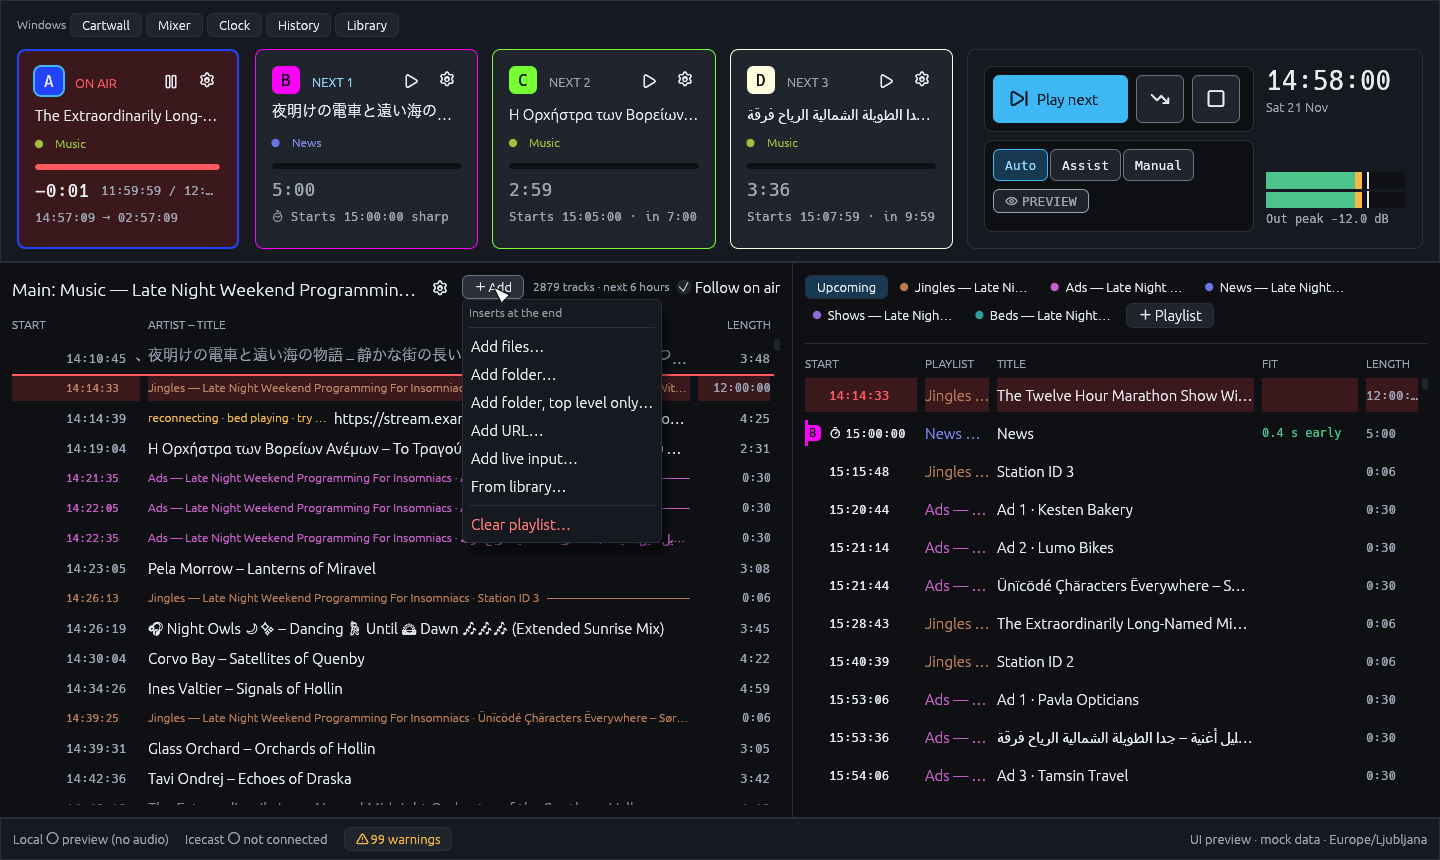 Windows Cartwall Mixer Clock History Library
A ON AIR
The Extraordinarily Long-…
Music
−0:01 11:59:59 / 12:…
14:57:09 → 02:57:09
B NEXT 1
夜明けの電車と遠い海の…
News
5:00
Starts 15:00:00 sharp
C NEXT 2
Η Ορχήστρα των Βορείων…
Music
2:59
Starts 15:05:00 · in 7:00
D NEXT 3
جدا الطويلة الشمالية الرياح فرقة…
Music
3:36
Starts 15:07:59 · in 9:59
Play next
Auto Assist Manual
PREVIEW
14:58:00
Sat 21 Nov
Out peak -12.0 dB
Main: Music — Late Night Weekend Programmin…
+ Add 2879 tracks · next 6 hours Follow on air
START ARTIST – TITLE LENGTH
14:10:45 夜明けの電車と遠い海の物語 – 静かな街の長い つ… 3:48
14:14:33 Jingles — Late Night Weekend Programming For Insomniac Wit… 12:00:00
14:14:39 reconnecting · bed playing · try … https://stream.exar o… 4:25
14:19:04 Η Ορχήστρα των Βορείων Ανέμων – Το Τραγού … 2:31
14:21:35 Ads — Late Night Weekend Programming For Insomniacs · 0:30
14:22:05 Ads — Late Night Weekend Programming For Insomniacs · 0:30
14:22:35 Ads — Late Night Weekend Programming For Insomniacs · 0:30
14:23:05 Pela Morrow – Lanterns of Miravel 3:08
14:26:13 Jingles — Late Night Weekend Programming For Insomniacs · Station ID 3 0:06
14:26:19 🎧 Night Owls 🌙✨ – Dancing 💃 Until 🌅 Dawn 🎶🎶🎶 (Extended Sunrise Mix) 3:45
14:30:04 Corvo Bay – Satellites of Quenby 4:22
14:34:26 Ines Valtier – Signals of Hollin 4:59
14:39:25 Jingles — Late Night Weekend Programming For Insomniacs · Ünïcödé Çhäracters Ëverywhere – Sør… 0:06
14:39:31 Glass Orchard – Orchards of Hollin 3:05
14:42:36 Tavi Ondrej – Echoes of Draska 3:42
Inserts at the end
Add files…
Add folder…
Add folder, top level only…
Add URL…
Add live input…
From library…
Clear playlist…
Upcoming Jingles — Late Ni… Ads — Late Night … News — Late Night…
Shows — Late Nigh… Beds — Late Night… + Playlist
START PLAYLIST TITLE FIT LENGTH
14:14:33 Jingles … The Twelve Hour Marathon Show Wi… 12:00:…
B 15:00:00 News … News 0.4 s early 5:00
15:15:48 Jingles … Station ID 3 0:06
15:20:44 Ads — … Ad 1 · Kesten Bakery 0:30
15:21:14 Ads — … Ad 2 · Lumo Bikes 0:30
15:21:44 Ads — … Ünïcödé Çhäracters Ëverywhere – S… 0:30
15:28:43 Jingles … The Extraordinarily Long-Named Mi… 0:06
15:40:39 Jingles … Station ID 2 0:06
15:53:06 Ads — … Ad 1 · Pavla Opticians 0:30
15:53:36 Ads — … ليل أغنية – جدا الطويلة الشمالية الرياح فرقة… 0:30
15:54:06 Ads — … Ad 3 · Tamsin Travel 0:30
Local preview (no audio) Icecast not connected 99 warnings UI preview · mock data · Europe/Ljubljana